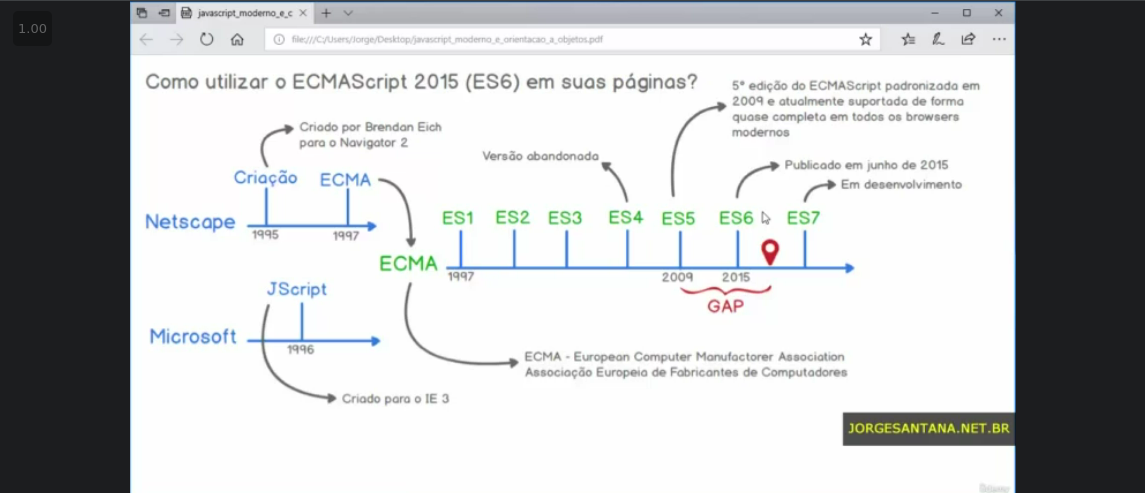 1.00
javascript_moderno_e_c
file:///C:/Users/Jorge/Desktop/javascript_moderno_e_orientacao_a_objetos.pdf
Como utilizar o ECMAScript 2015 (ES6) em suas páginas?
5ª edição do ECMAScript padronizada em
2009 e atualmente suportada de forma
quase completa em todos os browsers
modernos
Criado por Brendan Eich
para o Navigator 2
Versão abandonada
Publicado em junho de 2015
Em desenvolvimento
Criação
ECMA
Netscape
1995
1997
ES1
ES2
ES3
ES4
ES5
ES6
ES7
ECMA
1997
2009
2015
GAP
JScript
Microsoft
1996
ECMA - European Computer Manufactorer Association
Associação Europeia de Fabricantes de Computadores
Criado para o IE 3
JORGESANTANA.NET.BR
Udemy